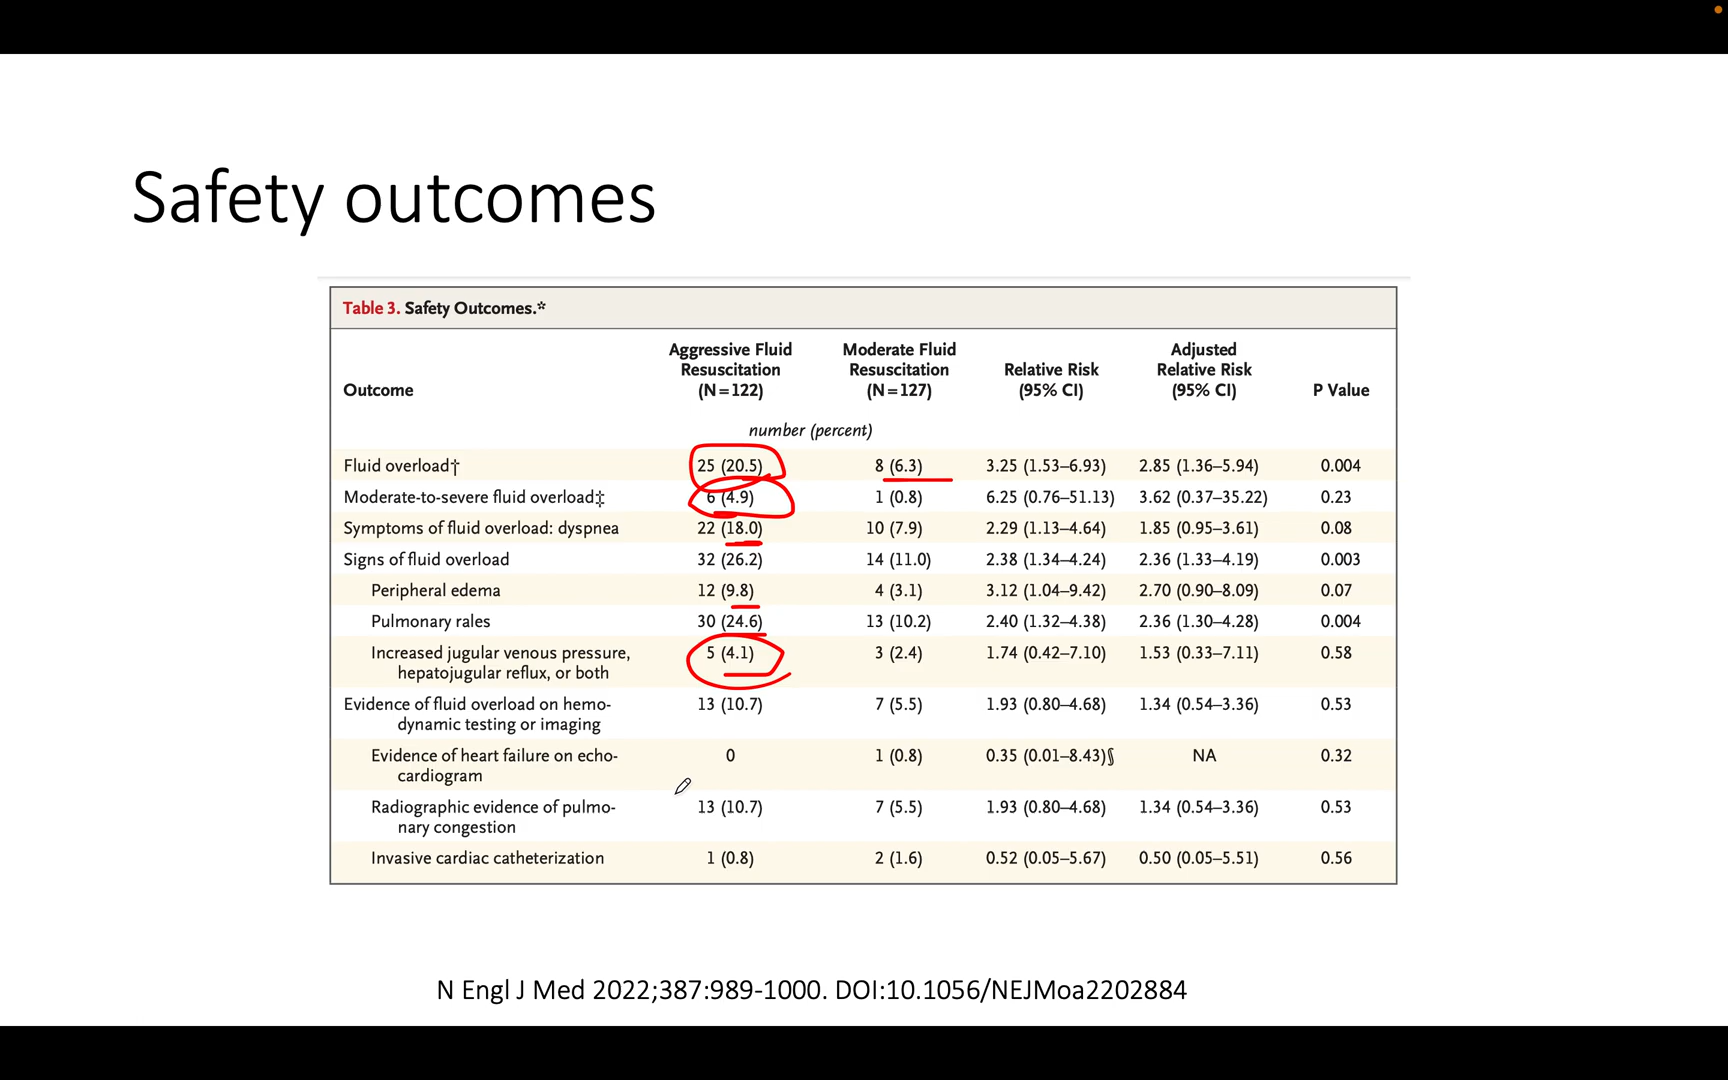 Safety outcomes
Table 3. Safety Outcomes.*
Outcome Aggressive Fluid Resuscitation (N=122) Moderate Fluid Resuscitation (N=127) Relative Risk (95% CI) Adjusted Relative Risk (95% CI) P Value
number (percent)
Fluid overload† 25 (20.5) 8 (6.3) 3.25 (1.53–6.93) 2.85 (1.36–5.94) 0.004
Moderate-to-severe fluid overload‡ 6 (4.9) 1 (0.8) 6.25 (0.76–51.13) 3.62 (0.37–35.22) 0.23
Symptoms of fluid overload: dyspnea 22 (18.0) 10 (7.9) 2.29 (1.13–4.64) 1.85 (0.95–3.61) 0.08
Signs of fluid overload 32 (26.2) 14 (11.0) 2.38 (1.34–4.24) 2.36 (1.33–4.19) 0.003
Peripheral edema 12 (9.8) 4 (3.1) 3.12 (1.04–9.42) 2.70 (0.90–8.09) 0.07
Pulmonary rales 30 (24.6) 13 (10.2) 2.40 (1.32–4.38) 2.36 (1.30–4.28) 0.004
Increased jugular venous pressure, 5 (4.1) 3 (2.4) 1.74 (0.42–7.10) 1.53 (0.33–7.11) 0.58
hepatojugular reflux, or both
Evidence of fluid overload on hemo- 13 (10.7) 7 (5.5) 1.93 (0.80–4.68) 1.34 (0.54–3.36) 0.53
dynamic testing or imaging
Evidence of heart failure on echo- 0 1 (0.8) 0.35 (0.01–8.43)§ NA 0.32
cardiogram
Radiographic evidence of pulmo- 13 (10.7) 7 (5.5) 1.93 (0.80–4.68) 1.34 (0.54–3.36) 0.53
nary congestion
Invasive cardiac catheterization 1 (0.8) 2 (1.6) 0.52 (0.05–5.67) 0.50 (0.05–5.51) 0.56
N Engl J Med 2022;387:989-1000. DOI:10.1056/NEJMoa2202884